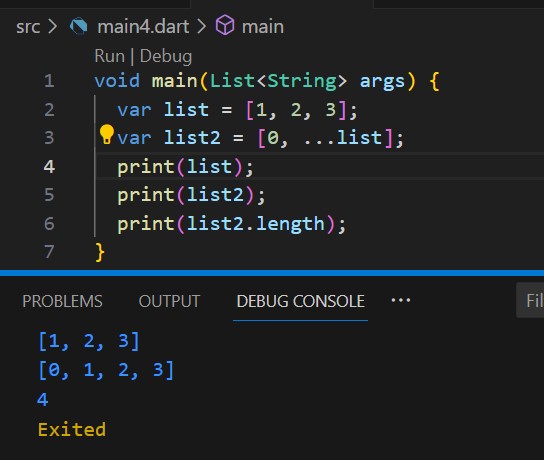 src > main4.dart > main
Run | Debug
1 void main(List<String> args) {
2 var list = [1, 2, 3];
3 var list2 = [0, ...list];
4 print(list);
5 print(list2);
6 print(list2.length);
7 }
PROBLEMS OUTPUT DEBUG CONSOLE ··· Fil
[1, 2, 3]
[0, 1, 2, 3]
4
Exited